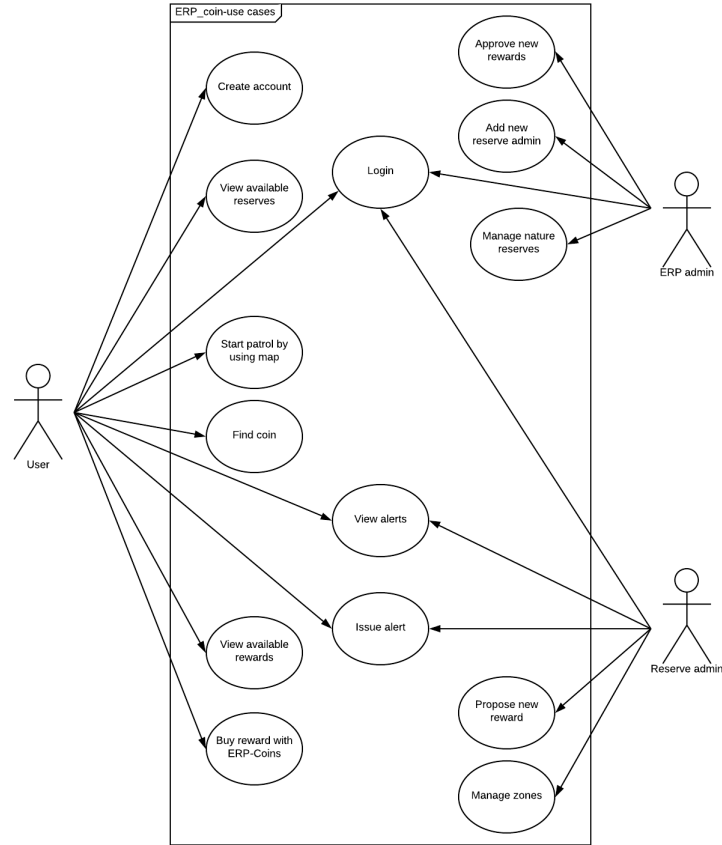 ERP_coin-use cases
Approve new
rewards
Create account
Add new
reserve admin
Login
View available
reserves
Manage nature
reserves
ERP admin
Start patrol by
using map
Find coin
User
View alerts
Issue alert
View available
rewards
Reserve admin
Propose new
reward
Buy reward with
ERP-Coins
Manage zones